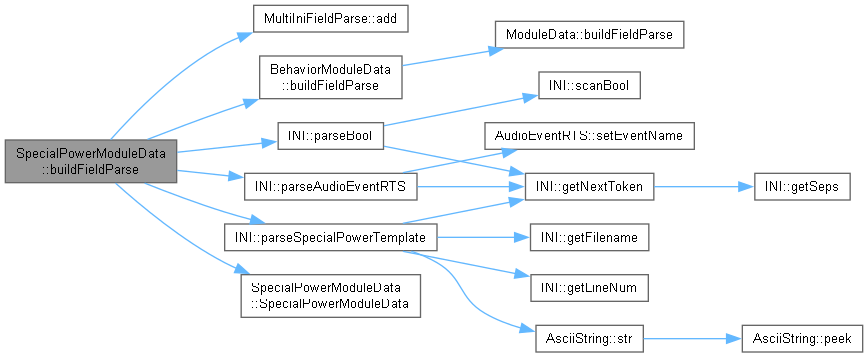 SpecialPowerModuleData
::buildFieldParse
MultiIniFieldParse::add
BehaviorModuleData
::buildFieldParse
ModuleData::buildFieldParse
INI::parseBool
INI::scanBool
INI::parseAudioEventRTS
AudioEventRTS::setEventName
INI::getNextToken
INI::getSeps
INI::parseSpecialPowerTemplate
INI::getFilename
INI::getLineNum
SpecialPowerModuleData
::SpecialPowerModuleData
AsciiString::str
AsciiString::peek